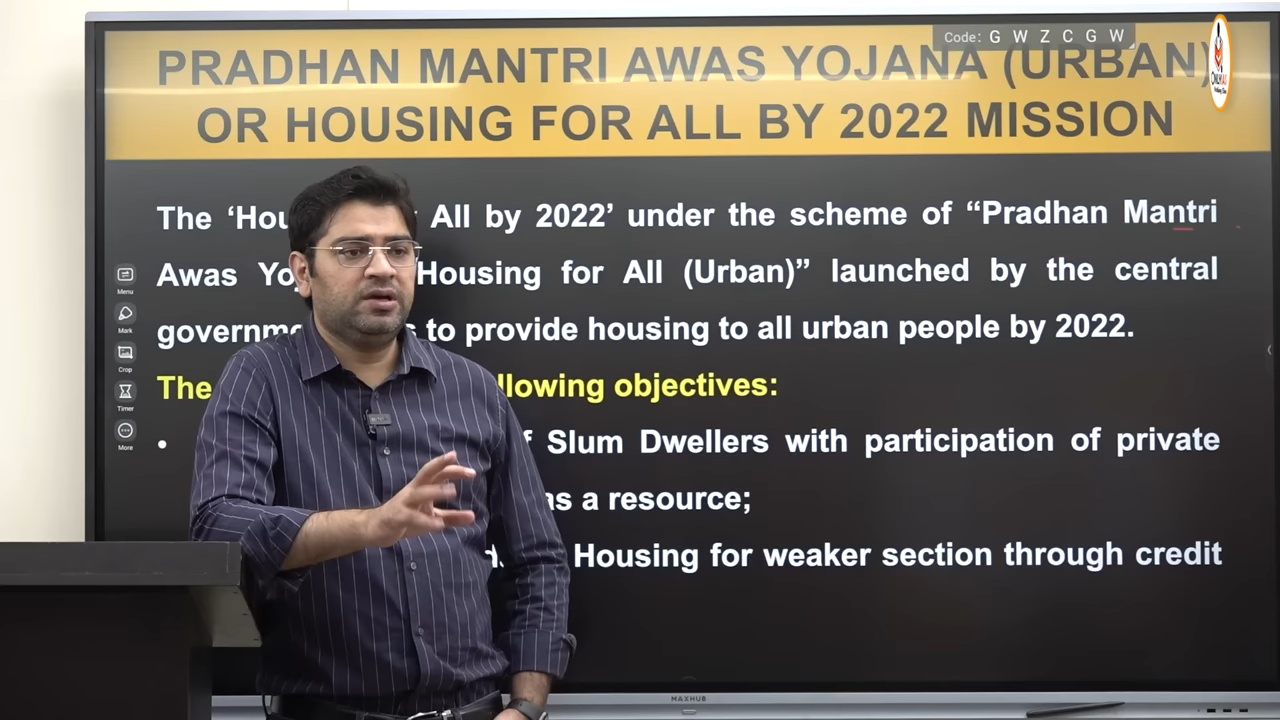 Code: G W Z C G W
PRADHAN MANTRI AWAS YOJANA (URBAN)
OR HOUSING FOR ALL BY 2022 MISSION
The ‘Hou All by 2022’ under the scheme of “Pradhan Mantri
Awas Housing for All (Urban)” launched by the central
to provide housing to all urban people by 2022.
The objectives:
• Slum Dwellers with participation of private
as a resource;
Housing for weaker section through credit
Menu
Mark
Crop
Timer
More
MAXHUB